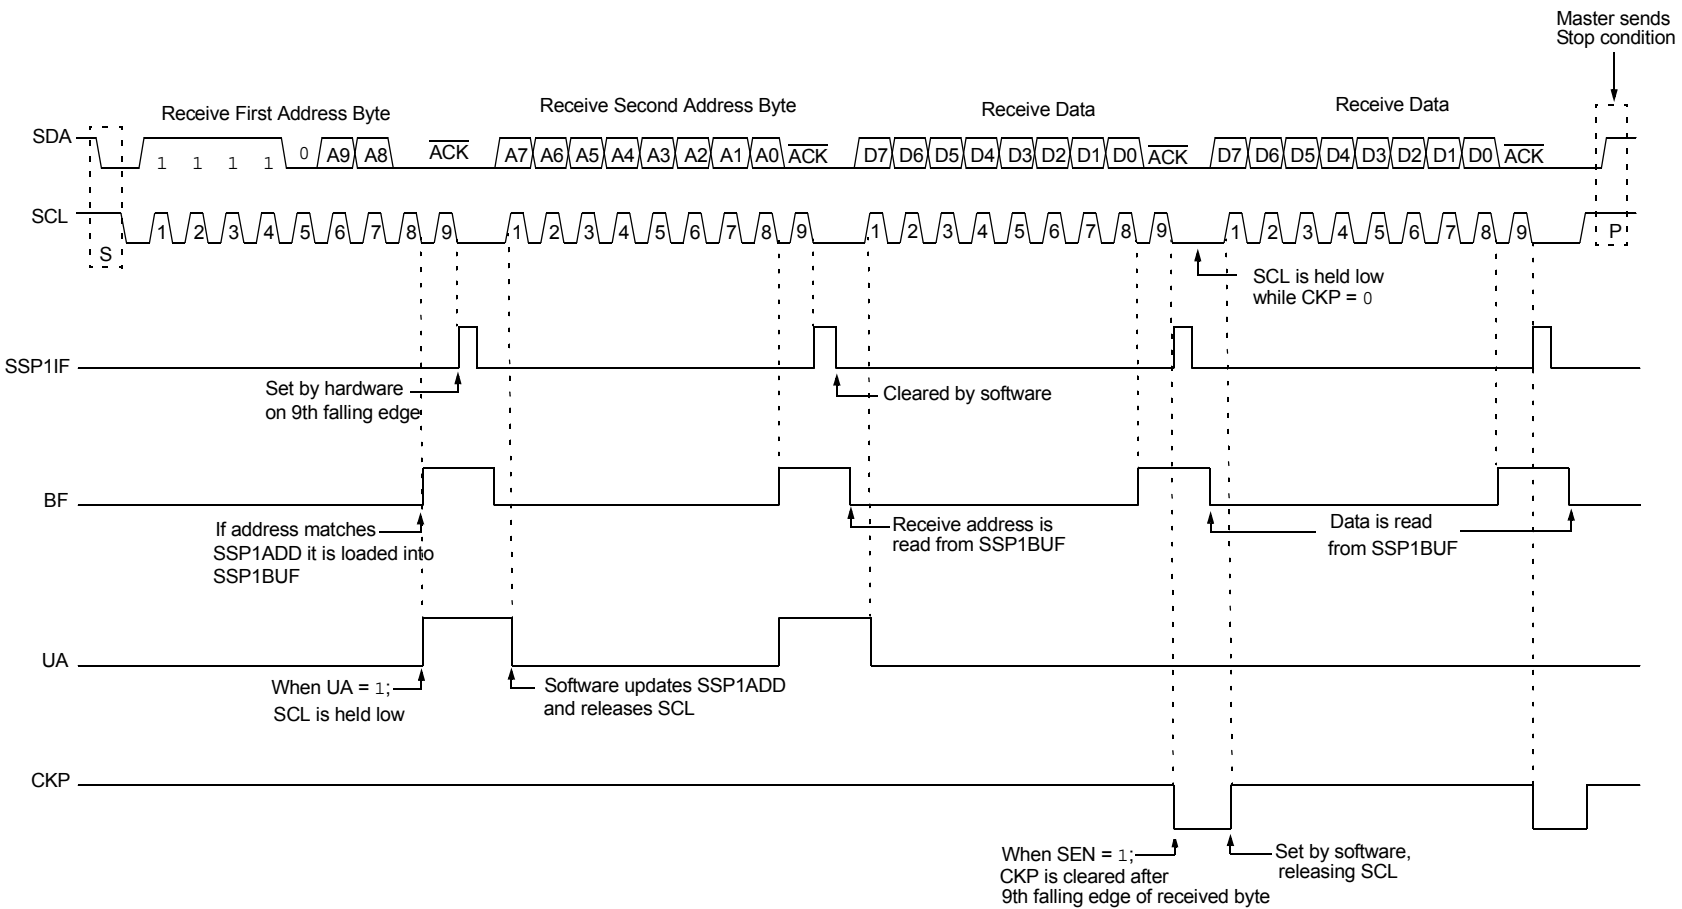 Master sends
Stop condition
Receive First Address Byte
Receive Second Address Byte
Receive Data
Receive Data
SDA
1 1 1 1 0 A9 A8 ACK A7 A6 A5 A4 A3 A2 A1 A0 ACK D7 D6 D5 D4 D3 D2 D1 D0 ACK D7 D6 D5 D4 D3 D2 D1 D0 ACK
SCL
S 1 2 3 4 5 6 7 8 9 1 2 3 4 5 6 7 8 9 1 2 3 4 5 6 7 8 9 1 2 3 4 5 6 7 8 9 P
SCL is held low
while CKP = 0
SSP1IF
Set by hardware
on 9th falling edge
Cleared by software
BF
If address matches
SSP1ADD it is loaded into
SSP1BUF
Receive address is
read from SSP1BUF
Data is read
from SSP1BUF
UA
When UA = 1;
SCL is held low
Software updates SSP1ADD
and releases SCL
CKP
When SEN = 1;
CKP is cleared after
9th falling edge of received byte
Set by software,
releasing SCL